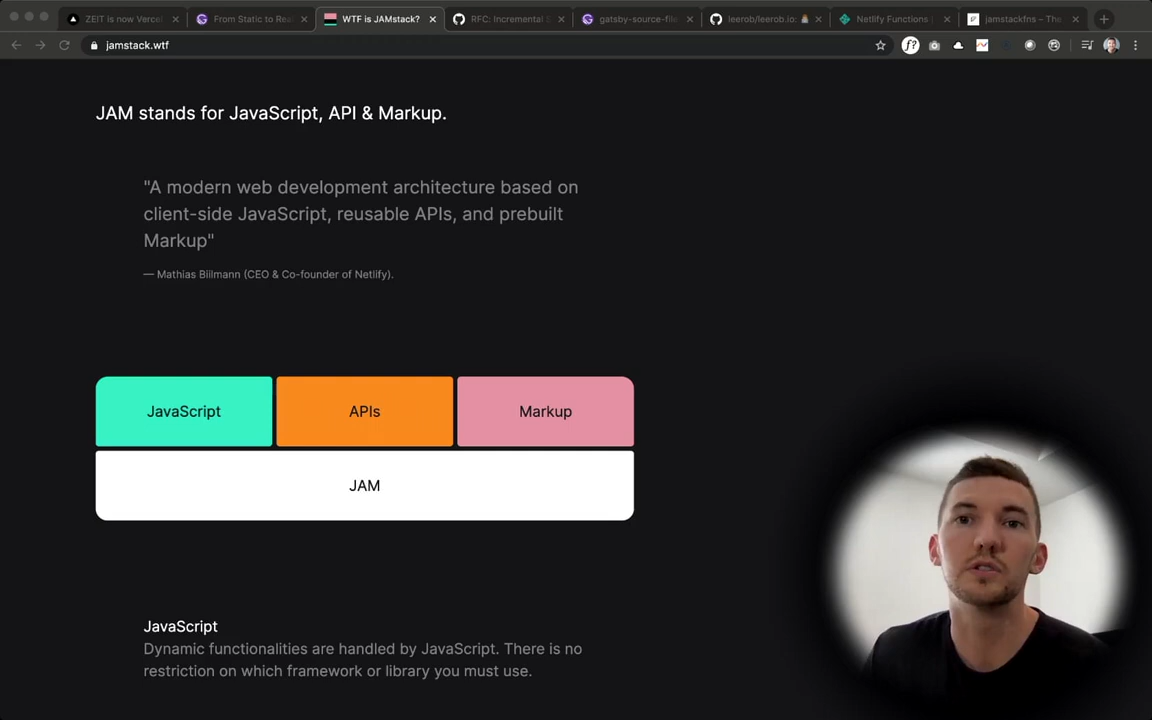 ZEIT is now Verce
From Static to Rea
WTF is JAMstack?
RFC: Incremental S
gatsby-source-file
leerob/leerob.io:
Netlify Functions |
jamstackfns – The
jamstack.wtf
f?
JAM stands for JavaScript, API & Markup.
"A modern web development architecture based on
client-side JavaScript, reusable APIs, and prebuilt
Markup"
— Mathias Biilmann (CEO & Co-founder of Netlify).
JavaScript
APIs
Markup
JAM
JavaScript
Dynamic functionalities are handled by JavaScript. There is no
restriction on which framework or library you must use.